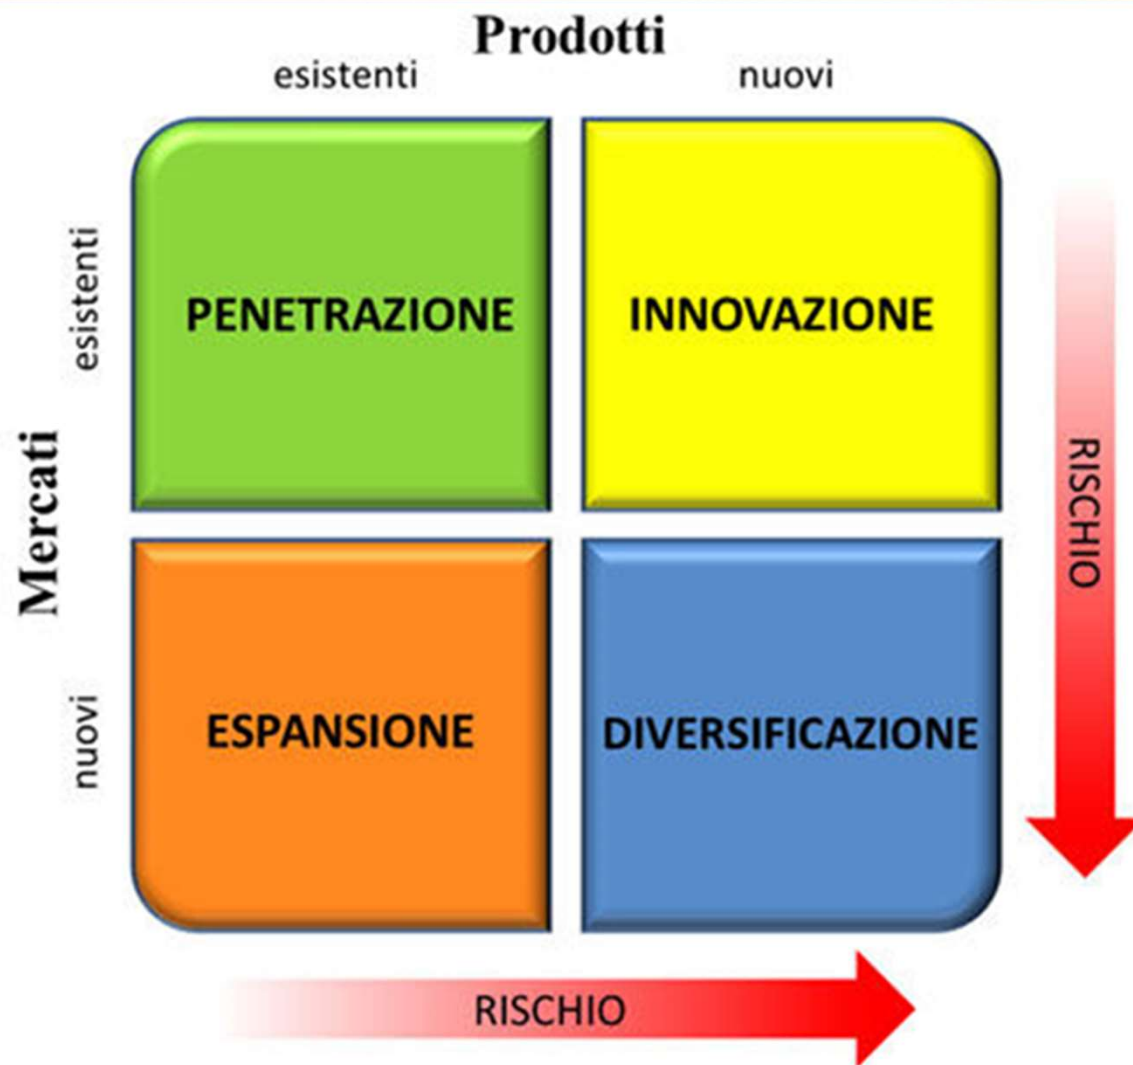 Prodotti
esistenti nuovi
Mercati
esistenti
PENETRAZIONE INNOVAZIONE
RISCHIO
nuovi
ESPANSIONE DIVERSIFICAZIONE
RISCHIO